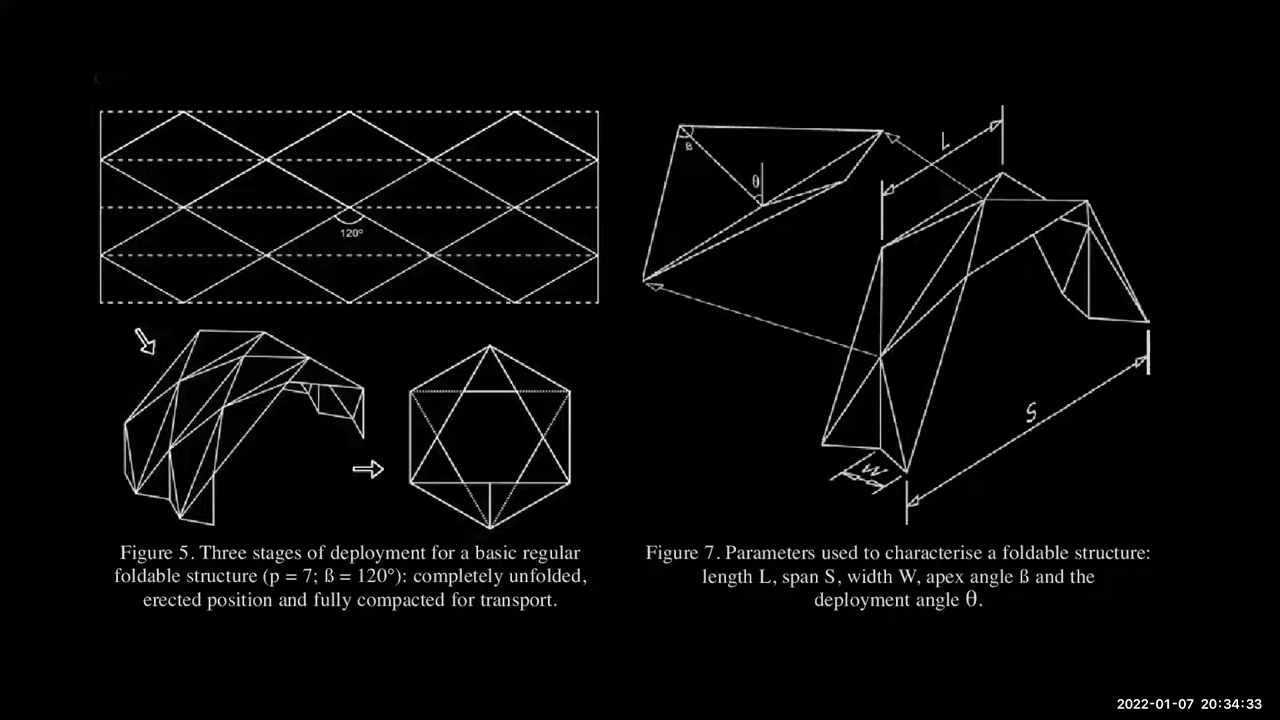 120°
Figure 5. Three stages of deployment for a basic regular
foldable structure (p = 7; ß = 120°): completely unfolded,
erected position and fully compacted for transport.
B
θ
L
S
W
Figure 7. Parameters used to characterise a foldable structure:
length L, span S, width W, apex angle ß and the
deployment angle θ.
2022-01-07 20:34:33